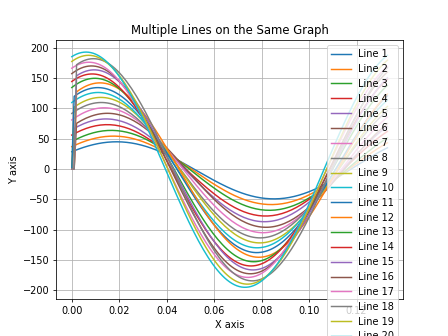 Multiple Lines on the Same Graph
Y axis
200
150
100
50
0
−50
−100
−150
−200
0.00
0.02
0.04
0.06
0.08
0.10
X axis
Line 1
Line 2
Line 3
Line 4
Line 5
Line 6
Line 7
Line 8
Line 9
Line 10
Line 11
Line 12
Line 13
Line 14
Line 15
Line 16
Line 17
Line 18
Line 19
Line 20